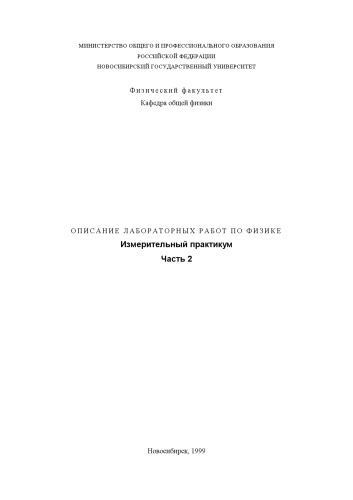 МИНИСТЕРСТВО ОБЩЕГО И ПРОФЕССИОНАЛЬНОГО ОБРАЗОВАНИЯ
РОССИЙСКОЙ ФЕДЕРАЦИИ
НОВОСИБИРСКИЙ ГОСУДАРСТВЕННЫЙ УНИВЕРСИТЕТ
Физический факультет
Кафедра общей физики
ОПИСАНИЕ ЛАБОРАТОРНЫХ РАБОТ ПО ФИЗИКЕ
Измерительный практикум
Часть 2
Новосибирск, 1999